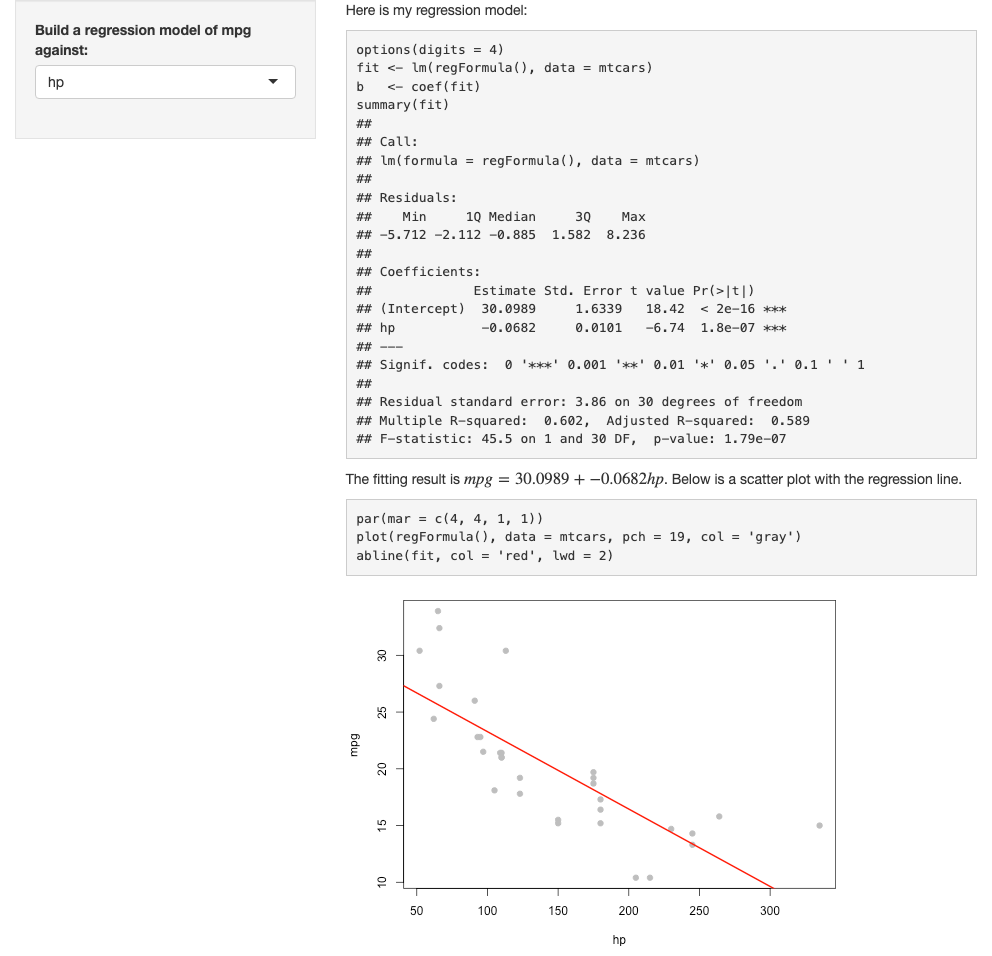 Build a regression model of mpg
against:
hp
Here is my regression model:
options(digits = 4)
fit <- lm(regFormula(), data = mtcars)
b   <- coef(fit)
summary(fit)
##
## Call:
## lm(formula = regFormula(), data = mtcars)
##
## Residuals:
##    Min     1Q Median     3Q    Max
## -5.712 -2.112 -0.885  1.582  8.236
##
## Coefficients:
##             Estimate Std. Error t value Pr(>|t|)
## (Intercept)  30.0989     1.6339   18.42  < 2e-16 ***
## hp           -0.0682     0.0101   -6.74  1.8e-07 ***
## ---
## Signif. codes:  0 '***' 0.001 '**' 0.01 '*' 0.05 '.' 0.1 ' ' 1
##
## Residual standard error: 3.86 on 30 degrees of freedom
## Multiple R-squared:  0.602,  Adjusted R-squared:  0.589
## F-statistic: 45.5 on 1 and 30 DF,  p-value: 1.79e-07
The fitting result is mpg = 30.0989 + −0.0682hp. Below is a scatter plot with the regression line.
par(mar = c(4, 4, 1, 1))
plot(regFormula(), data = mtcars, pch = 19, col = 'gray')
abline(fit, col = 'red', lwd = 2)
30
25
20
15
10
mpg
50 100 150 200 250 300
hp